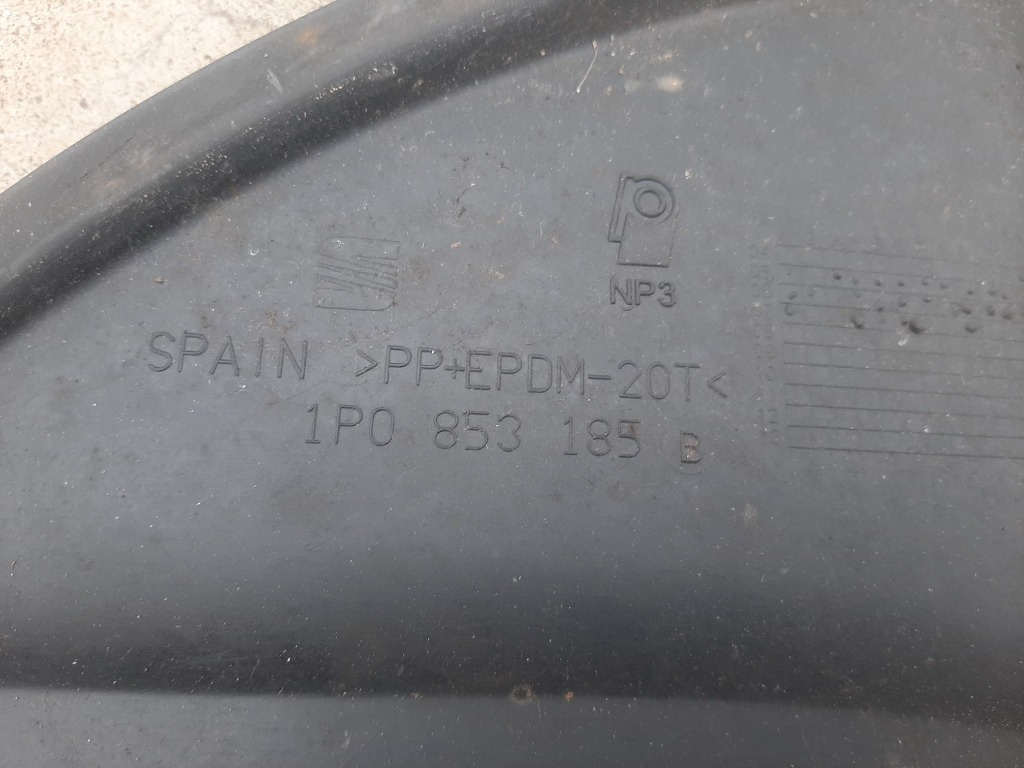 NP3
SPAIN >PP+EPDM-20T<
1P0 853 185 B